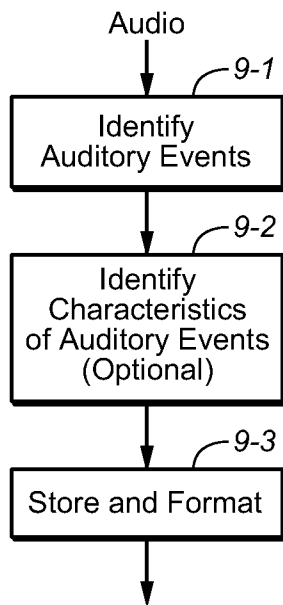 Audio
9-1
Identify
Auditory Events
9-2
Identify
Characteristics
of Auditory Events
(Optional)
9-3
Store and Format